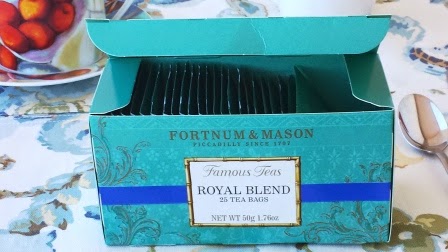 FORTNUM & MASON
PICCADILLY SINCE 1707
Famous Teas
ROYAL BLEND
25 TEA BAGS
NET WT 50g 1.76oz